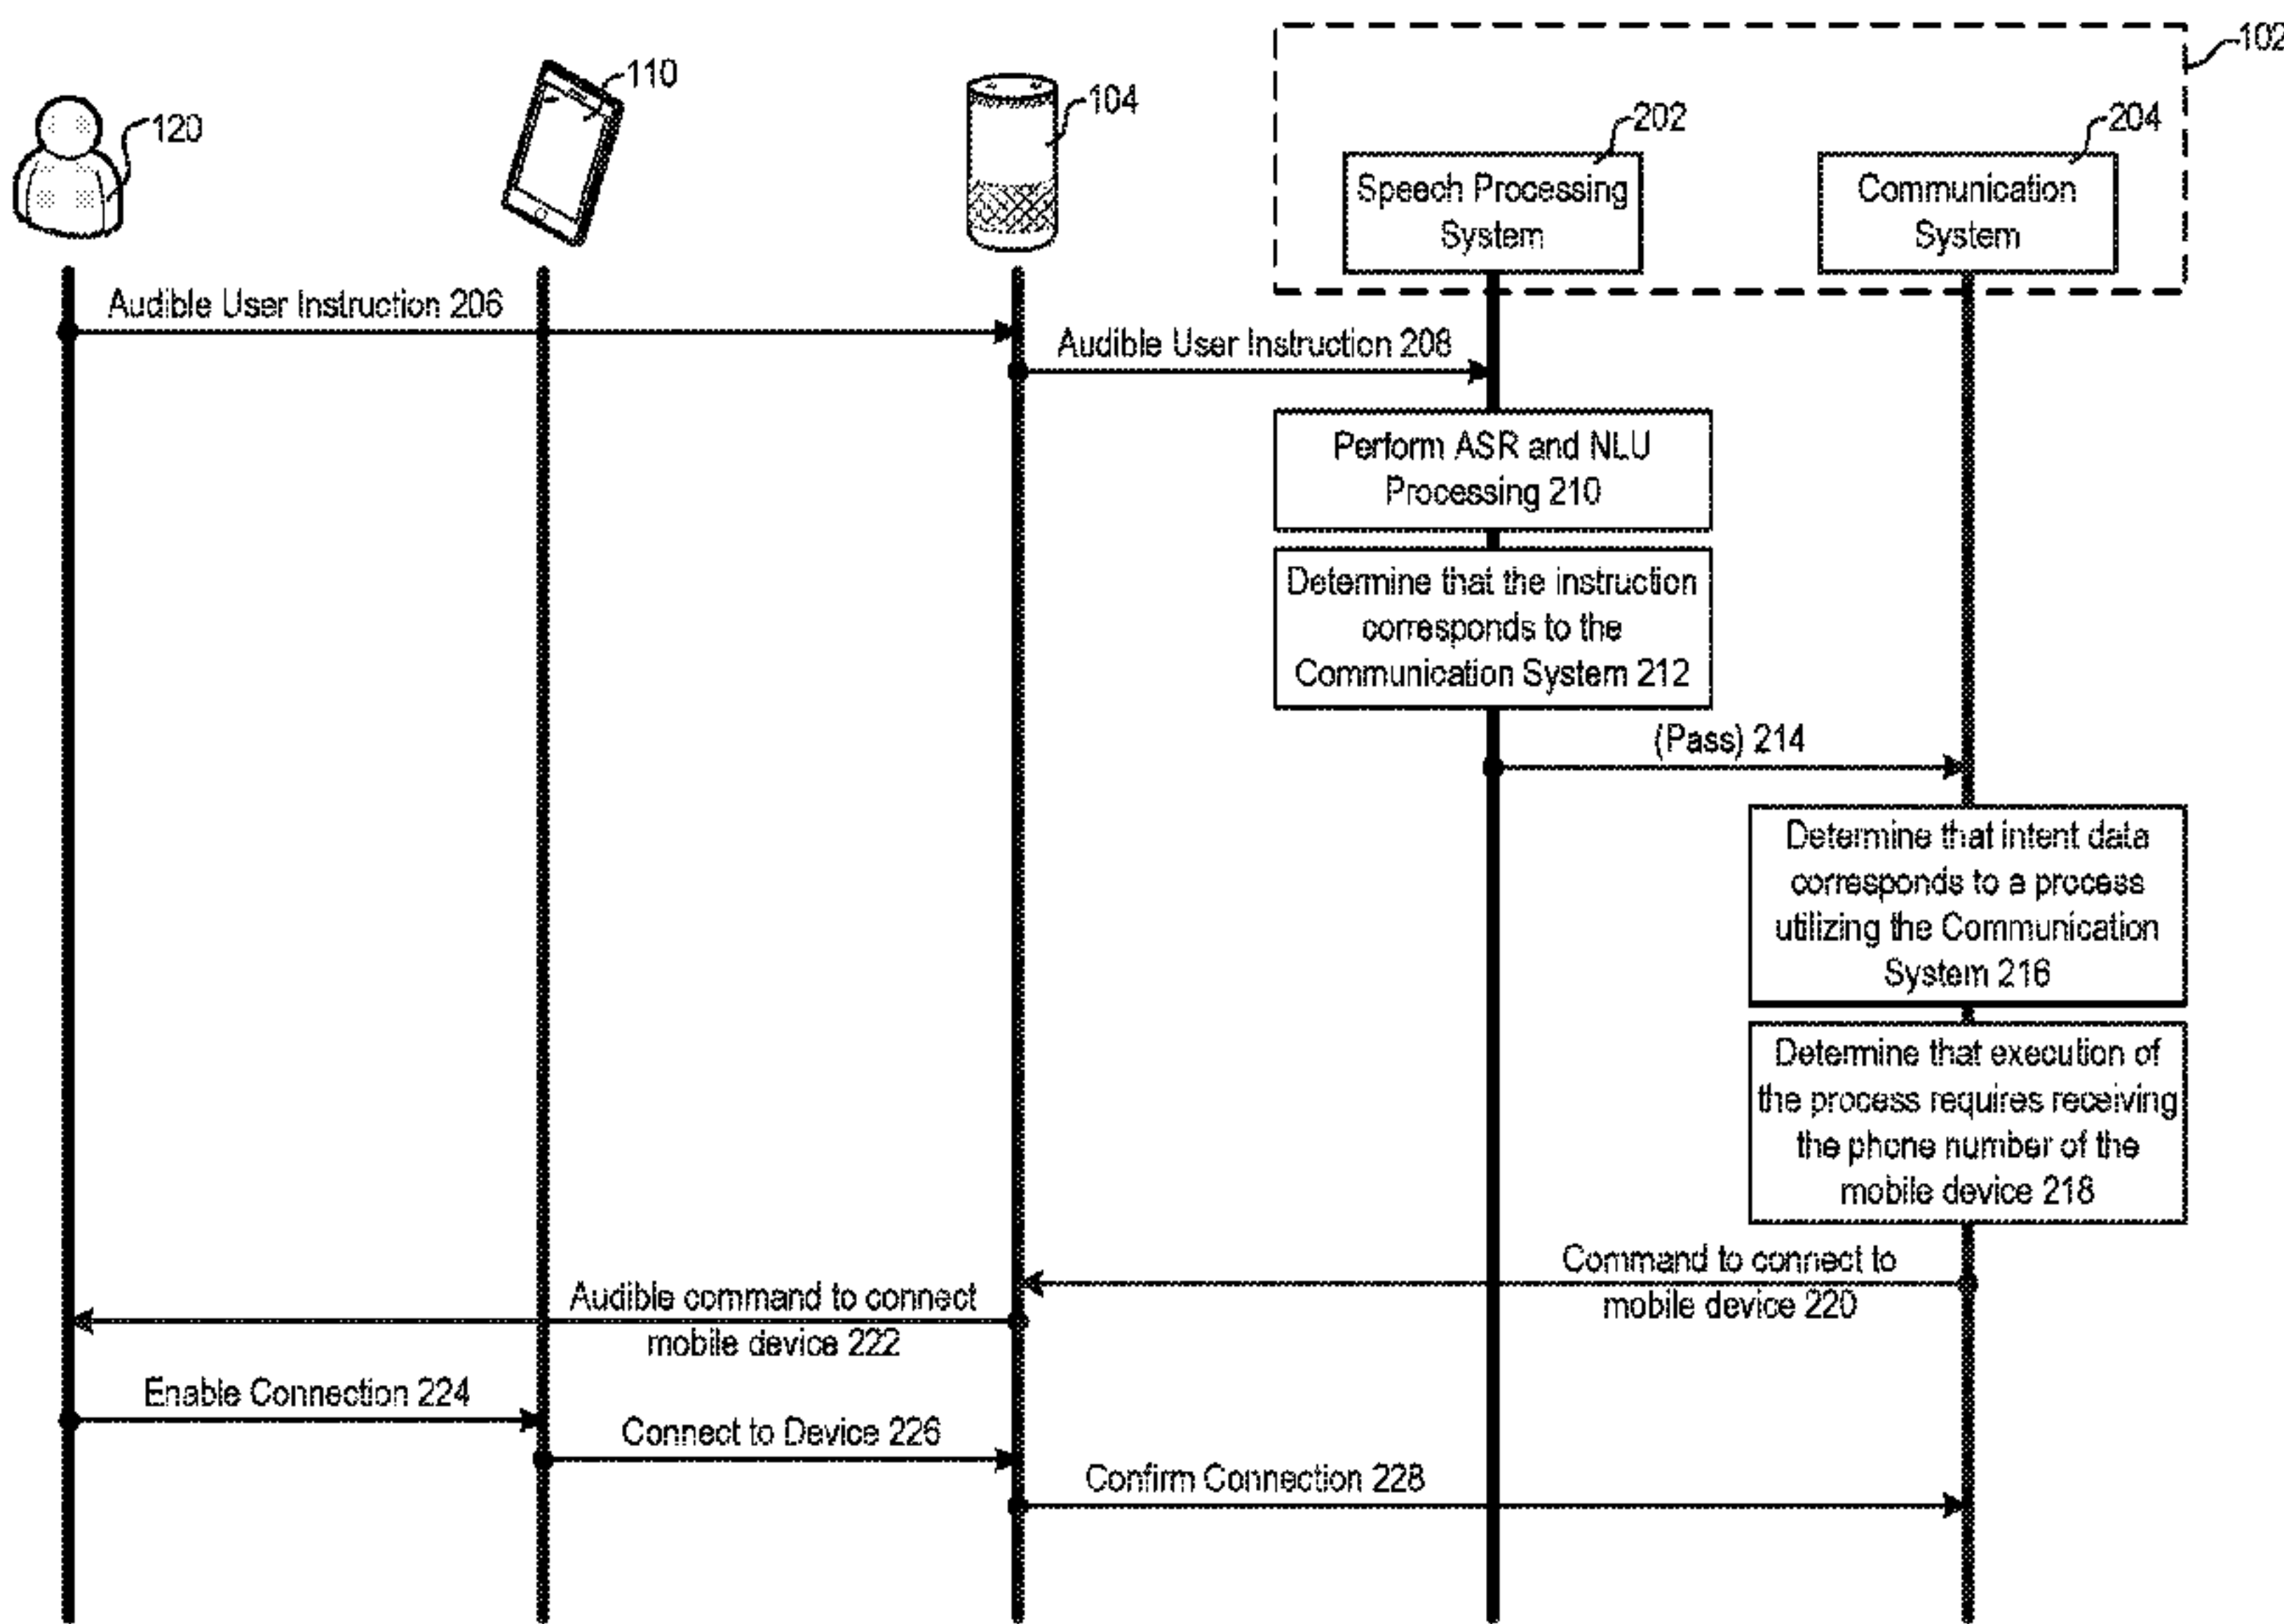 102
110
104
120
202
204
Speech Processing
System
Communication
System
Audible User Instruction 206
Audible User Instruction 208
Perform ASR and NLU
Processing 210
Determine that the instruction
corresponds to the
Communication System 212
(Pass) 214
Determine that intent data
corresponds to a process
utilizing the Communication
System 216
Determine that execution of
the process requires receiving
the phone number of the
mobile device 218
Command to connect to
mobile device 220
Audible command to connect
mobile device 222
Enable Connection 224
Connect to Device 226
Confirm Connection 228